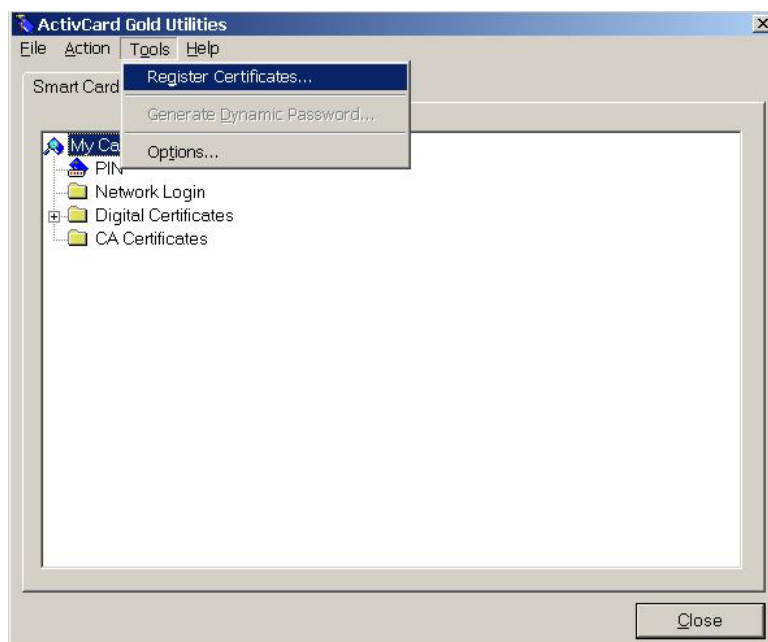 ActivCard Gold Utilities
File Action Tools Help
Register Certificates...
Smart Card
Generate Dynamic Password...
My Ca
Options...
PIN
Network Login
Digital Certificates
CA Certificates
Close